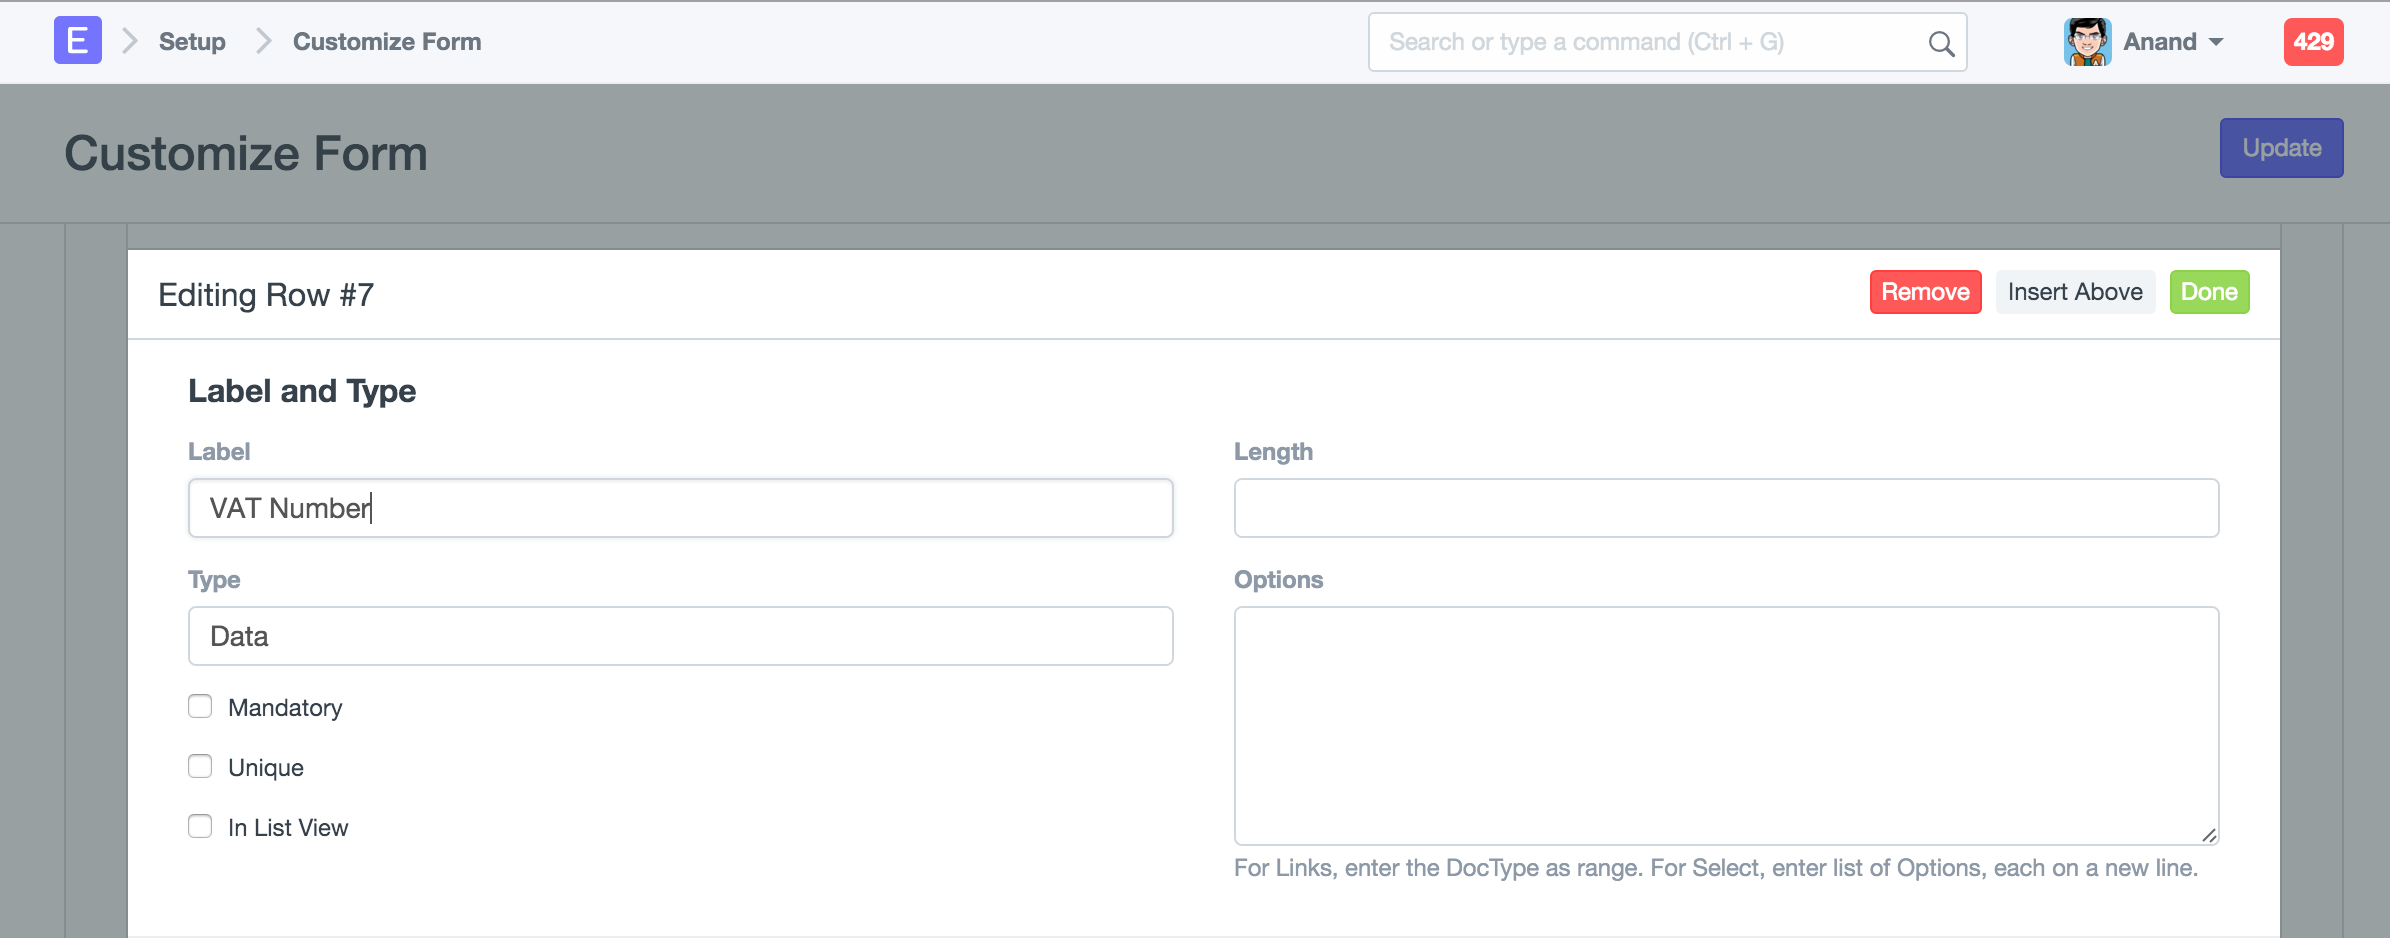 E Setup Customize Form Search or type a command (Ctrl + G) Anand 429
Customize Form Update
Editing Row #7 Remove Insert Above Done
Label and Type
Label Length
VAT Number
Type Options
Data
Mandatory
Unique
In List View
For Links, enter the DocType as range. For Select, enter list of Options, each on a new line.